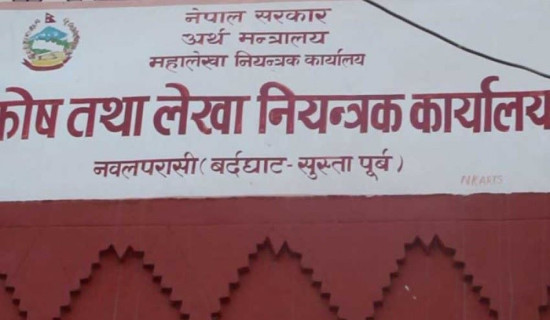 नेपाल सरकार
अर्थ मन्त्रालय
महालेखा नियन्त्रक कार्यालय
कोष तथा लेखा नियन्त्रक कार्यालय
नवलपरासी (बर्दघाट - सुस्ता पूर्व)